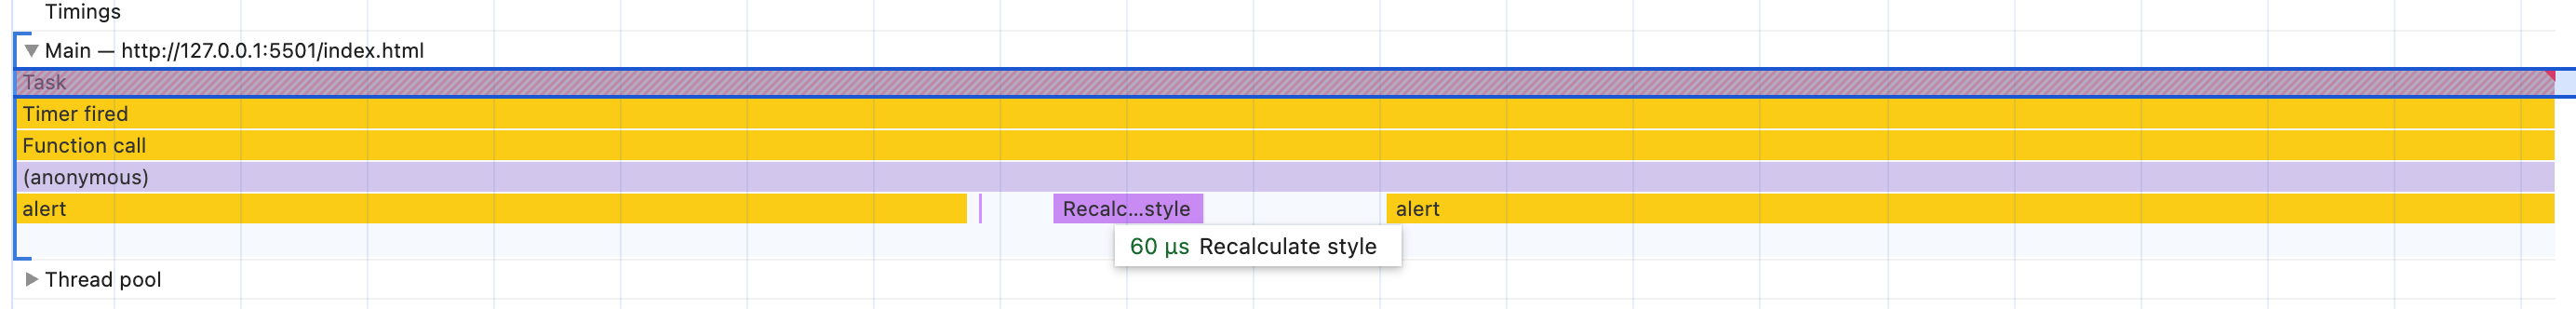 Timings
Main — http://127.0.0.1:5501/index.html
Task
Timer fired
Function call
(anonymous)
alert Recalc...style alert
60 µs Recalculate style
Thread pool